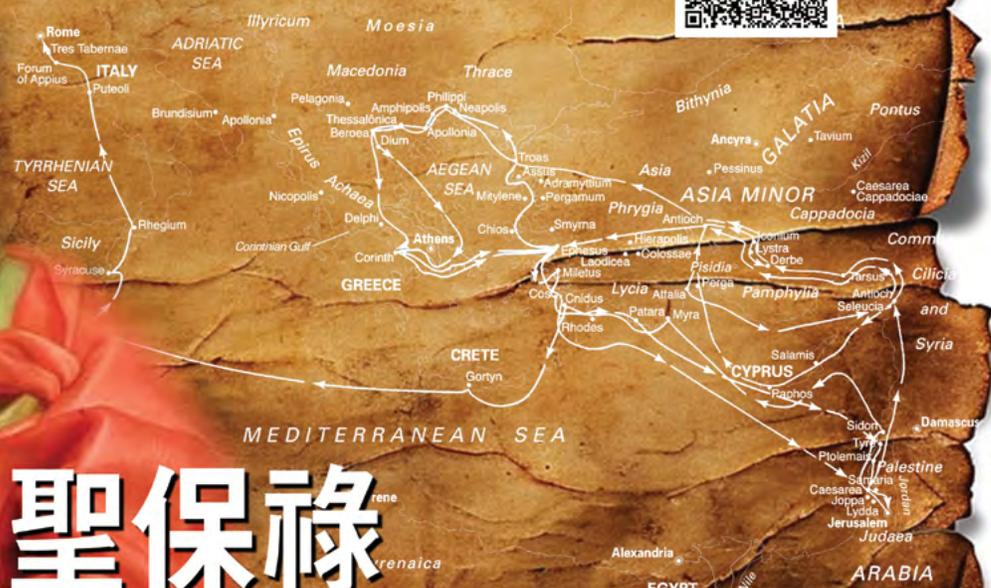 Illyricum
Moesia
Rome
Tres Tabernae
ADRIATIC
SEA
Forum
of Appius
ITALY
Puteoli
Macedonia
Thrace
Pelagonia
Philippi
Amphipolis
Neapolis
Brundisium
Apollonia
Thessalônica
Beroea
Apollonia
Dium
Bithynia
GALATIA
Pontus
Ancyra
Tavium
Kizil
Epirus
TYRRHENIAN
SEA
AEGEAN
SEA
Troas
Assus
Adramyttium
Asia
Pessinus
ASIA MINOR
Caesarea
Cappadociae
Nicopolis
Achaea
Mitylene
Pergamum
Phrygia
Cappadocia
Delphi
Antioch
Rhegium
Chios
Smyrna
Sicily
Corinthian Gulf
Athens
Hierapolis
Iconium
Comm
Corinth
Ephesus
Laodicea
Colossae
Lystra
Derbe
Syracuse
Miletus
Pisidia
Tarsus
Cilicia
GREECE
Cos
Lycia
Attalia
Perga
Pamphylia
Antioch
Seleucia
and
Cnidus
Patara
Myra
Rhodes
Syria
CRETE
Salamis
CYPRUS
Gortyn
Paphos
MEDITERRANEAN SEA
Sidon
Damascus
Tyre
Ptolemais
Palestine
Samaria
Caesarea
Joppa
Jordan
Lydda
Jerusalem
Judaea
聖保祿
rene
yrenaica
Alexandria
Nile
EGYPT
ARABIA